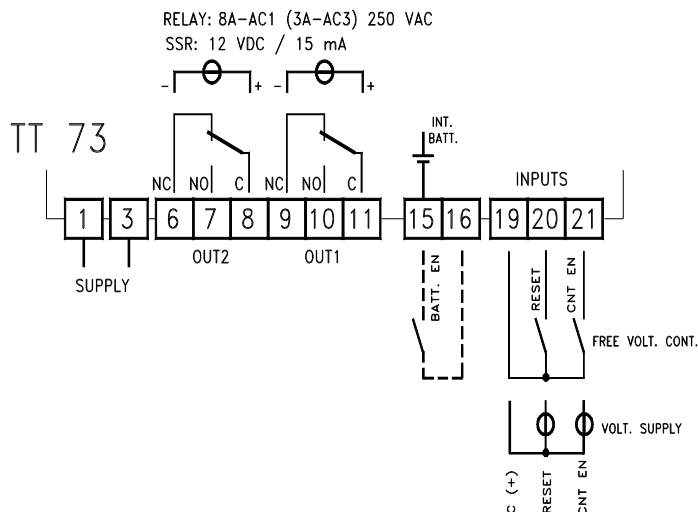 RELAY: 8A-AC1 (3A-AC3) 250 VAC
SSR: 12 VDC / 15 mA
- + - +
TT 73
INT.
BATT.
NC NO C NC NO C
INPUTS
1 3 6 7 8 9 10 11 15 16 19 20 21
SUPPLY
OUT2 OUT1
BATT. EN
RESET
CNT EN
FREE VOLT. CONT.
VOLT. SUPPLY
C (+)
RESET
CNT EN